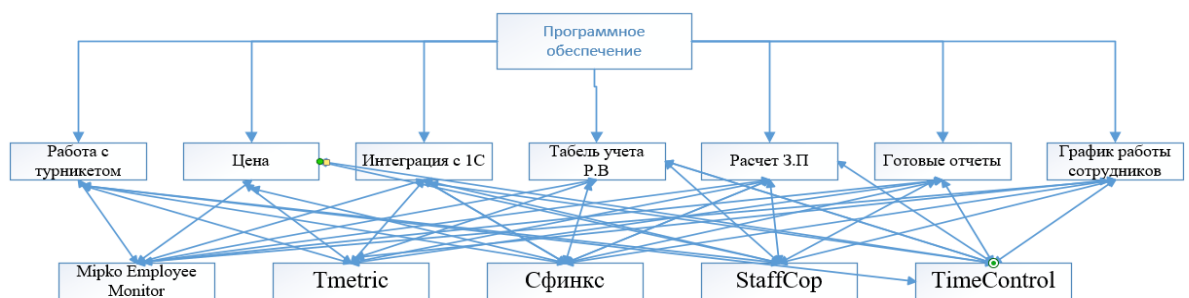 Программное
обеспечение
Работа с
турникетом
Цена
Интеграция с 1С
Табель учета
Р.В
Расчет З.П
Готовые отчеты
График работы
сотрудников
Mipko Employee
Monitor
Tmetric
Сфинкс
StaffCop
TimeControl